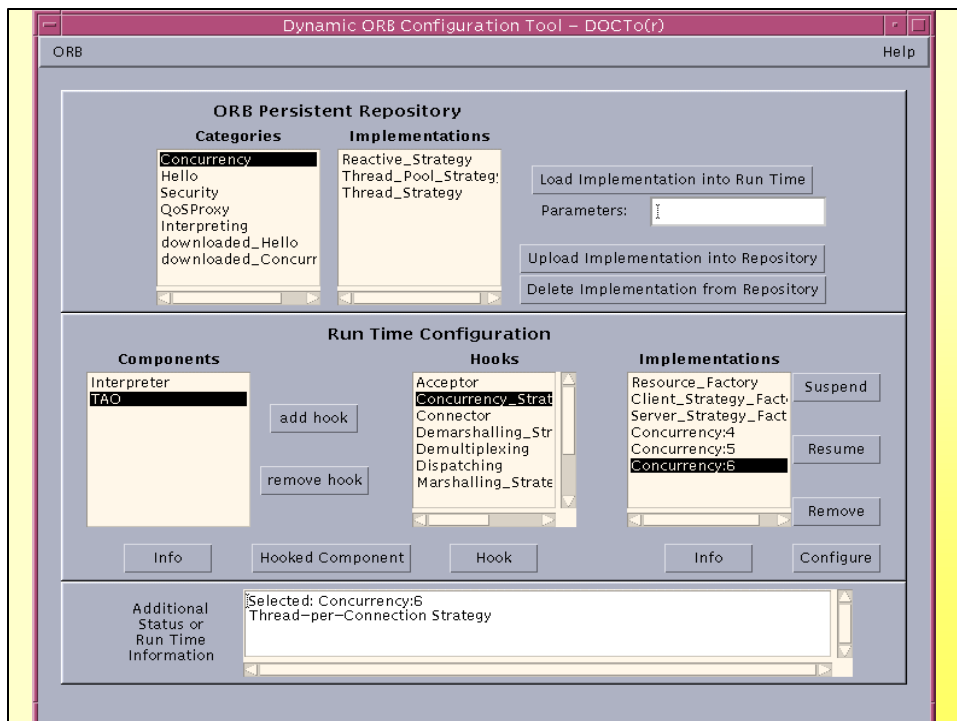 Dynamic ORB Configuration Tool – DOCTo(r)
ORB
Help
ORB Persistent Repository
Categories
Implementations
Concurrency
Hello
Security
QoSProxy
Interpreting
downloaded_Hello
downloaded_Concurr
Reactive_Strategy
Thread_Pool_Strateg
Thread_Strategy
Load Implementation into Run Time
Parameters:
Upload Implementation into Repository
Delete Implementation from Repository
Run Time Configuration
Components
Hooks
Implementations
Interpreter
TAO
add hook
remove hook
Acceptor
Concurrency_Strat
Connector
Demarshalling_Str
Demultiplexing
Dispatching
Marshalling_Strate
Resource_Factory
Client_Strategy_Fact
Server_Strategy_Fact
Concurrency:4
Concurrency:5
Concurrency:6
Suspend
Resume
Remove
Info
Hooked Component
Hook
Info
Configure
Additional
Status or
Run Time
Information
Selected: Concurrency:6
Thread–per–Connection Strategy